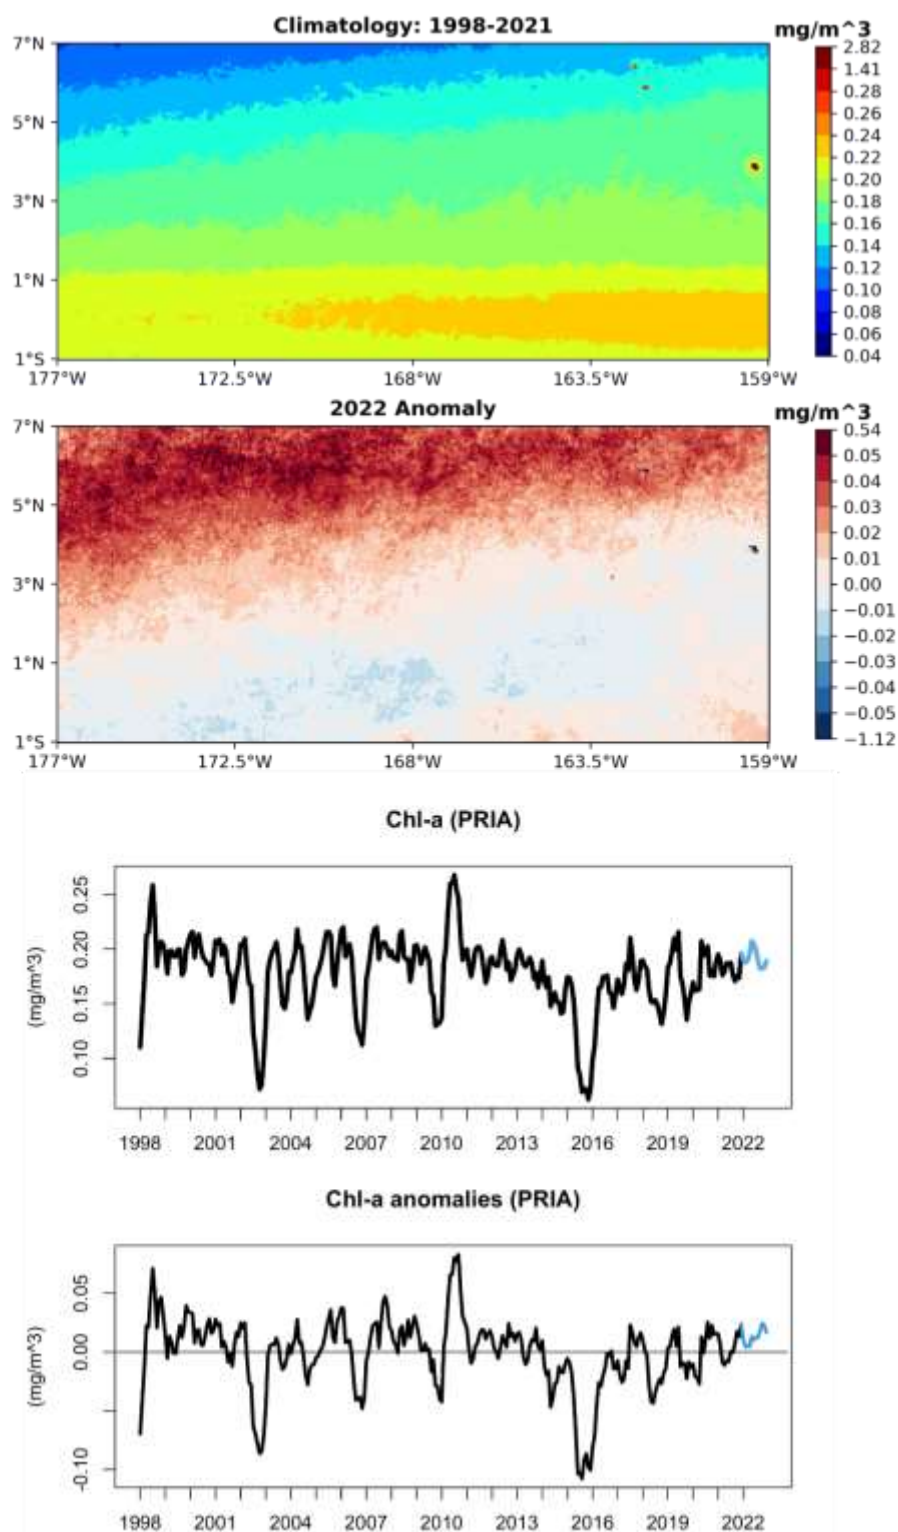 Climatology: 1998-2021
mg/m^3
7°N
5°N
3°N
1°N
1°S
177°W 172.5°W 168°W 163.5°W 159°W
2.82
1.41
0.28
0.26
0.24
0.22
0.20
0.18
0.16
0.14
0.12
0.10
0.08
0.06
0.04
2022 Anomaly
mg/m^3
7°N
5°N
3°N
1°N
1°S
177°W 172.5°W 168°W 163.5°W 159°W
0.54
0.05
0.04
0.03
0.02
0.01
0.00
−0.01
−0.02
−0.03
−0.04
−0.05
−1.12
Chl-a (PRIA)
(mg/m^3)
0.25
0.20
0.15
0.10
1998 2001 2004 2007 2010 2013 2016 2019 2022
Chl-a anomalies (PRIA)
(mg/m^3)
0.05
0.00
-0.10
1998 2001 2004 2007 2010 2013 2016 2019 2022